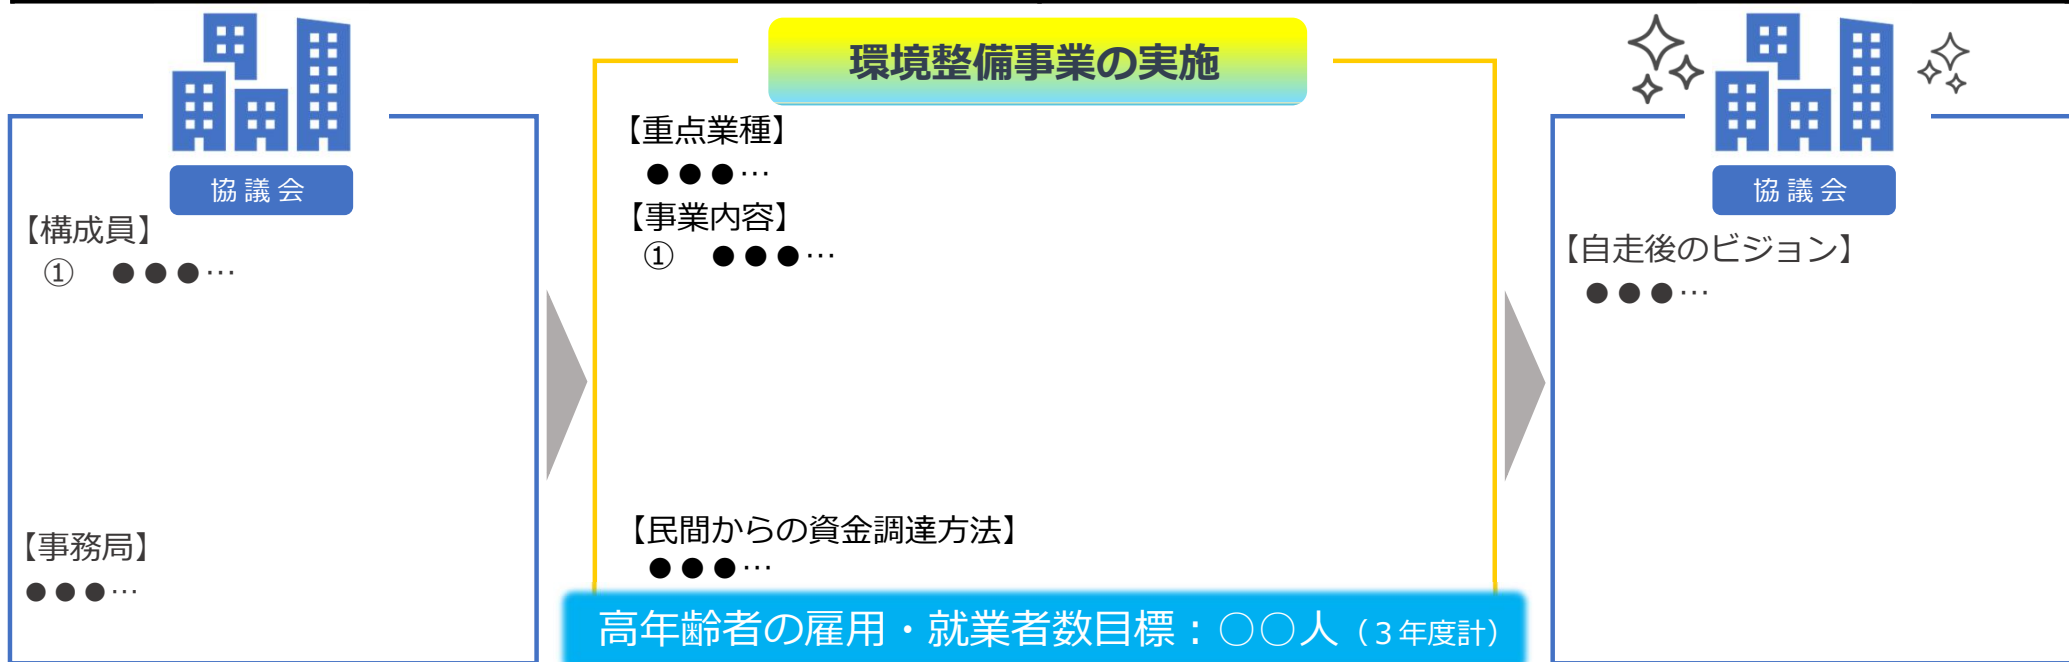 協議会
【構成員】
① ●●●…
【事務局】
●●●…
環境整備事業の実施
【重点業種】
●●●…
【事業内容】
① ●●●…
【民間からの資金調達方法】
●●●…
高年齢者の雇用・就業者数目標：○○人（３年度計）
協議会
【自走後のビジョン】
●●●…